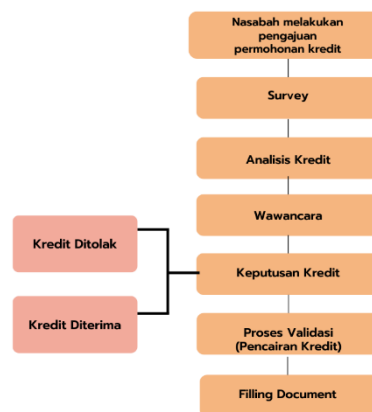 Nasabah melakukan
pengajuan
permohonan kredit
Survey
Analisis Kredit
Wawancara
Kredit Ditolak
Keputusan Kredit
Kredit Diterima
Proses Validasi
(Pencairan Kredit)
Filling Document